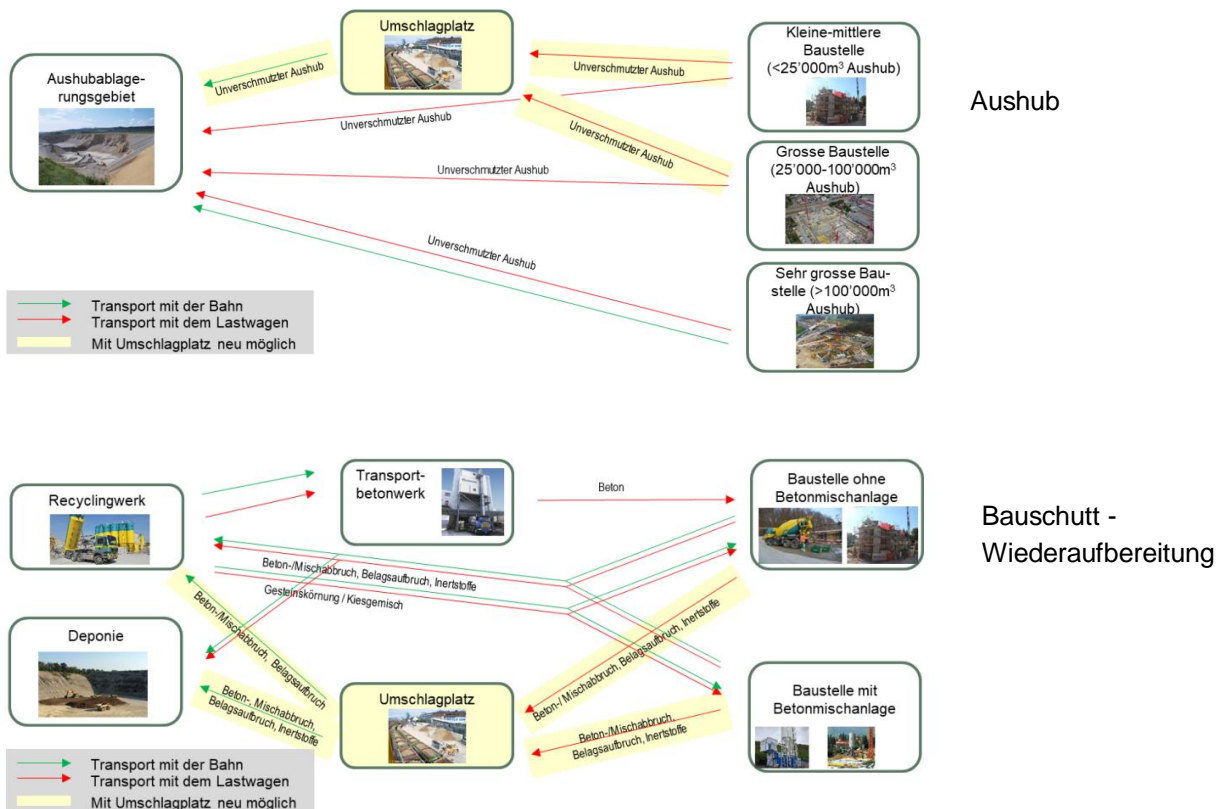 Umschlagplatz
Kleine-mittlere
Baustelle
(<25’000m³ Aushub)
Aushubablage-
rungsgebiet
Unverschmutzter Aushub
Unverschmutzter Aushub
Unverschmutzter Aushub
Unverschmutzter Aushub
Aushub
Grosse Baustelle
(25’000-100’000m³
Aushub)
Unverschmutzter Aushub
Unverschmutzter Aushub
Sehr grosse Bau-
stelle (>100’000m³
Aushub)
Transport mit der Bahn
Transport mit dem Lastwagen
Mit Umschlagplatz neu möglich
Recyclingwerk
Transport-
betonwerk
Beton
Baustelle ohne
Betonmischanlage
Bauschutt -
Wiederaufbereitung
Beton-/Mischabbruch, Belagsaufbruch, Inertstoffe
Gesteinskörnung / Kiesgemisch
Beton-/Mischabbruch, Belagsaufbruch
Beton-/ Mischabbruch, Belagsaufbruch, Inertstoffe
Deponie
Umschlagplatz
Beton-, Mischabbruch,
Belagsaufbruch, Inertstoffe
Beton-/Mischabbruch,
Belagsaufbruch, Inertstoffe
Baustelle mit
Betonmischanlage
Transport mit der Bahn
Transport mit dem Lastwagen
Mit Umschlagplatz neu möglich